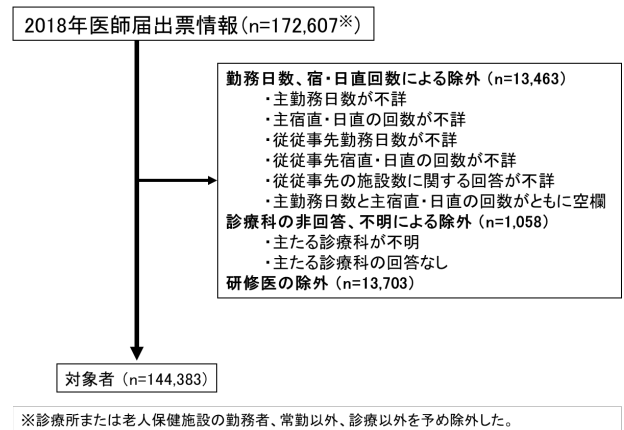 2018年医師届出票情報（n=172,607※）
勤務日数、宿・日直回数による除外（n=13,463）
・主勤務日数が不詳
・主宿直・日直の回数が不詳
・従従事先勤務日数が不詳
・従従事先宿直・日直の回数が不詳
・従従事先の施設数に関する回答が不詳
・主勤務日数と主宿直・日直の回数がともに空欄
診療科の非回答、不明による除外（n=1,058）
・主たる診療科が不明
・主たる診療科の回答なし
研修医の除外（n=13,703）
対象者（n=144,383）
※診療所または老人保健施設の勤務者、常勤以外、診療以外を予め除外した。